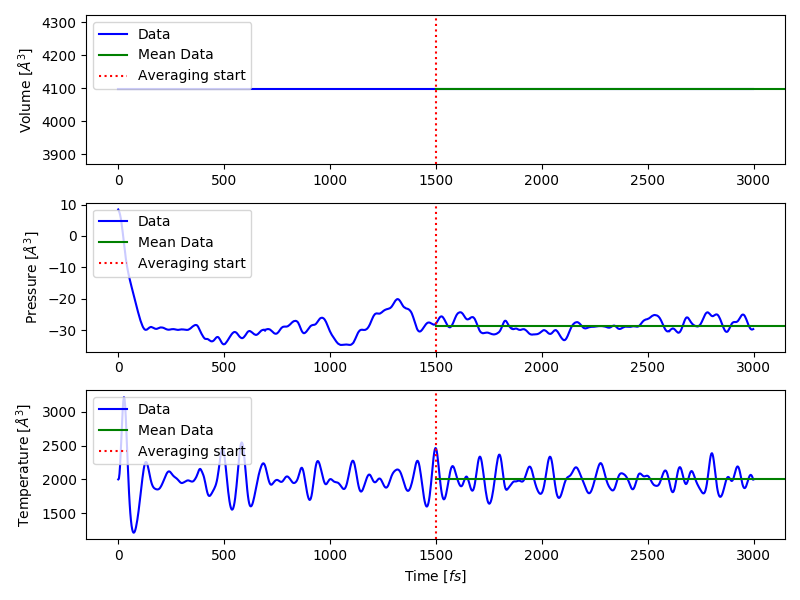 4300
4200
4100
4000
3900
Volume [Å³]
Data
Mean Data
Averaging start
0 500 1000 1500 2000 2500 3000
10
0
−10
−20
−30
Pressure [Å³]
Data
Mean Data
Averaging start
0 500 1000 1500 2000 2500 3000
3000
2500
2000
1500
Temperature [Å³]
Data
Mean Data
Averaging start
0 500 1000 1500 2000 2500 3000
Time [fs]